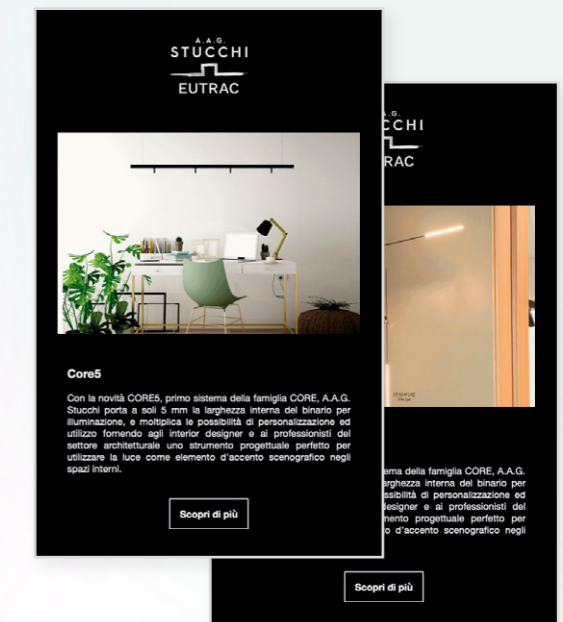 A.A.G.
STUCCHI
EUTRAC
Core5
Con la novità CORE5, primo sistema della famiglia CORE, A.A.G.
Stucchi porta a soli 5 mm la larghezza interna del binario per
illuminazione, e moltiplica le possibilità di personalizzazione ed
utilizzo fornendo agli interior designer e ai professionisti del
settore architetturale uno strumento progettuale perfetto per
utilizzare la luce come elemento d'accento scenografico negli
spazi interni.
Scopri di più
.G.
CCHI
RAC
ema della famiglia CORE, A.A.G.
arghezza interna del binario per
ssibilità di personalizzazione ed
designer e ai professionisti del
mento progettuale perfetto per
o d'accento scenografico negli
Scopri di più